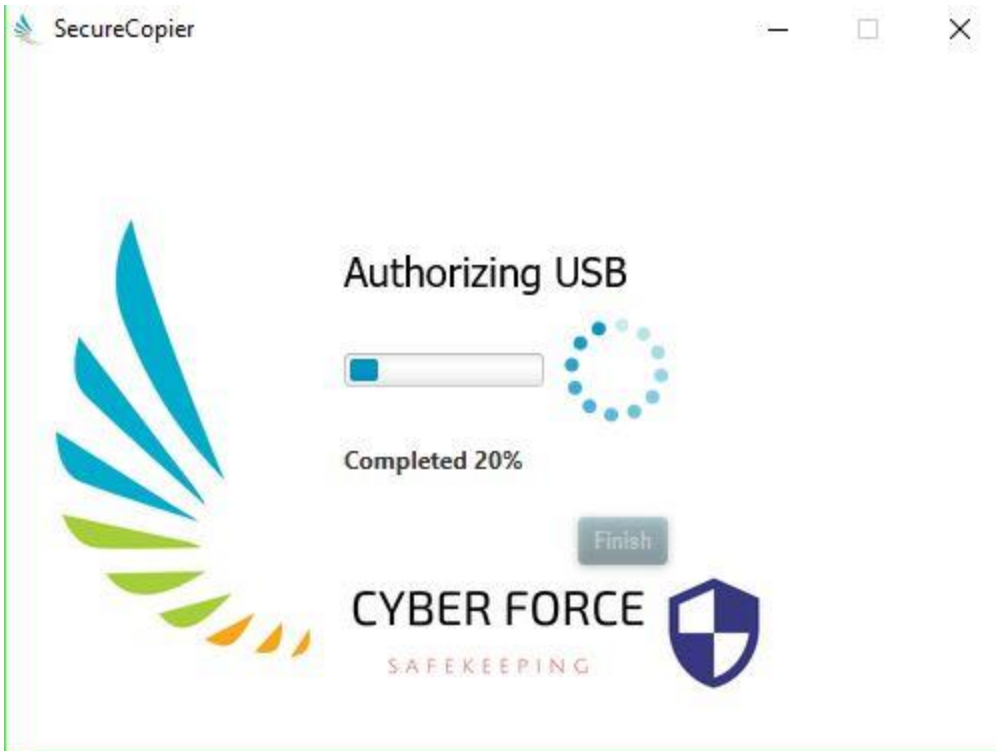 SecureCopier
Authorizing USB
Completed 20%
Finish
CYBER FORCE
SAFEKEEPING